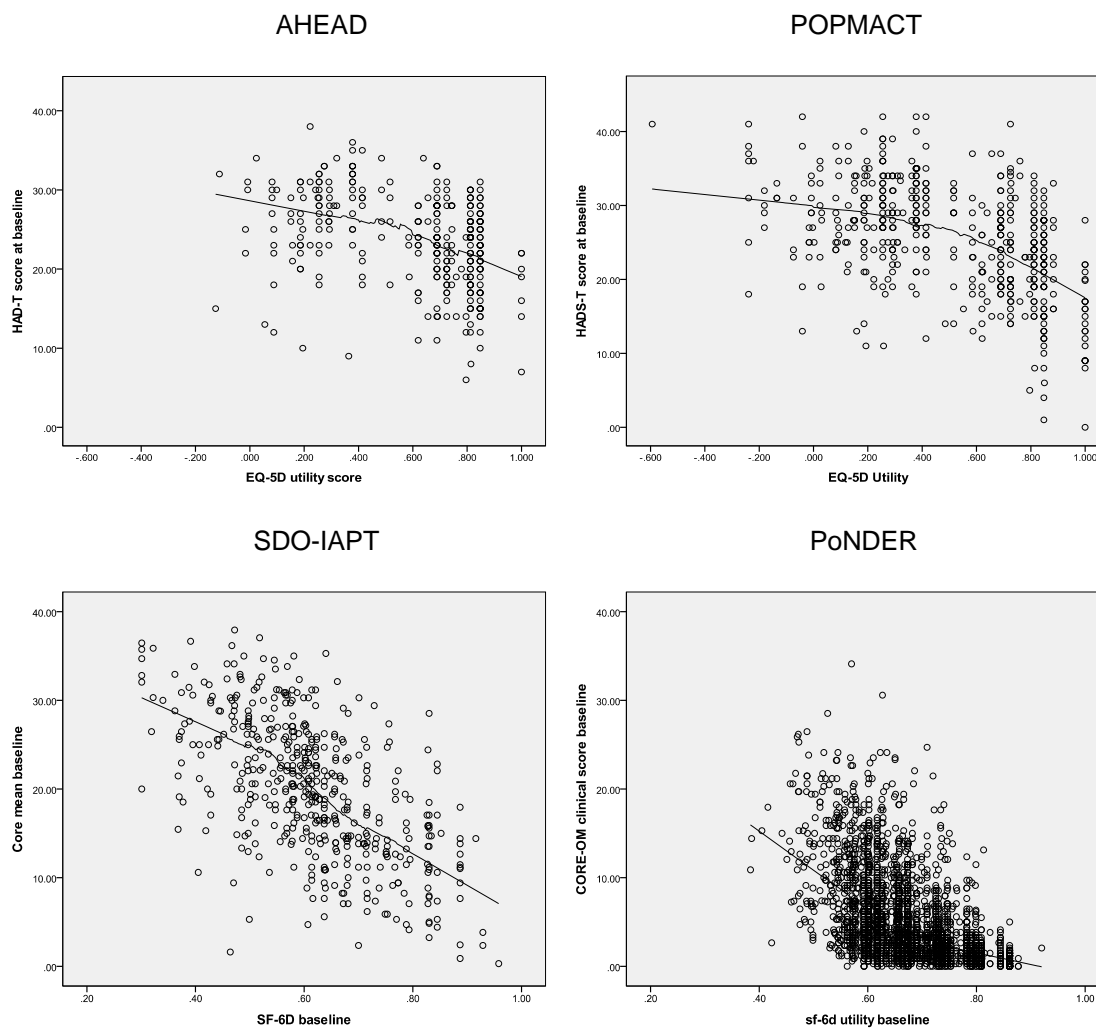 AHEAD
POPMACT
40.00
30.00
20.00
10.00
.00
HAD-T score at baseline
-.600 -.400 -.200 .000 .200 .400 .600 .800 1.000
EQ-5D utility score
40.00
30.00
20.00
10.00
.00
HADS-T score at baseline
-.600 -.400 -.200 .000 .200 .400 .600 .800 1.000
EQ-5D Utility
SDO-IAPT
PoNDER
40.00
30.00
20.00
10.00
.00
Core mean baseline
.20 .40 .60 .80 1.00
SF-6D baseline
40.00
30.00
20.00
10.00
.00
CORE-OM clinical score baseline
.20 .40 .60 .80 1.00
sf-6d utility baseline